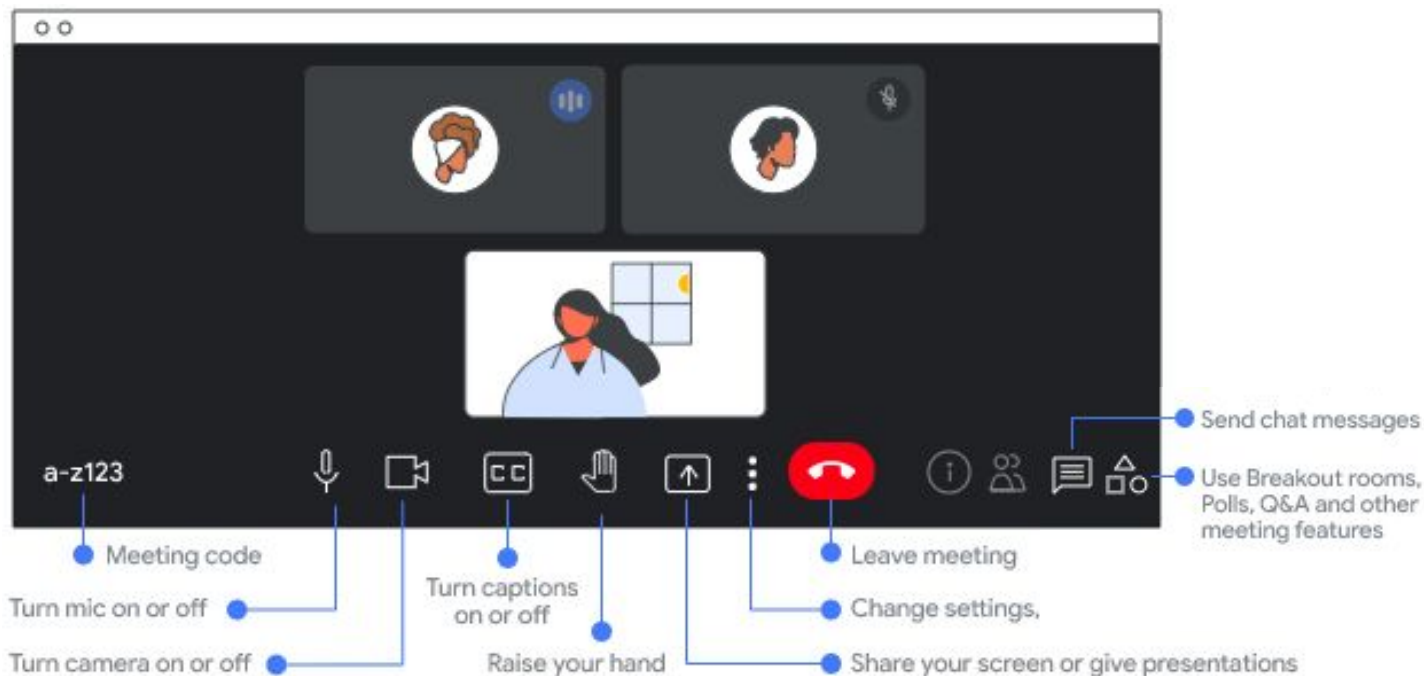 Send chat messages
a-z123
CC
Use Breakout rooms,
Polls, Q&A and other
meeting features
Meeting code
Leave meeting
Turn captions
on or off
Turn mic on or off
Change settings,
Turn camera on or off
Raise your hand
Share your screen or give presentations